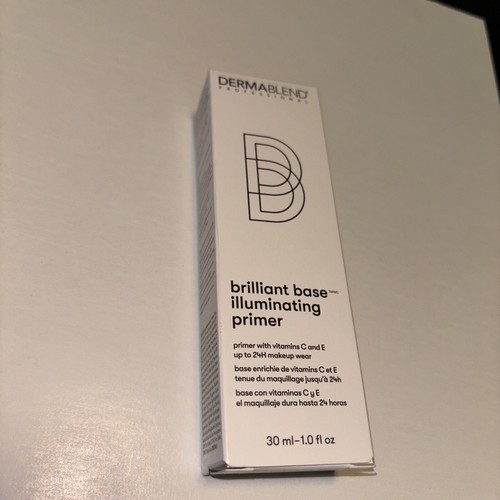 DERMABLEND
PROFESSIONAL
brilliant base
illuminating
primer
primer with vitamins C and E
up to 24H makeup wear
base enrichie de vitamins C et E
tenue du maquillage jusqu'à 24h
base con vitaminas C y E
el maquillaje dura hasta 24 horas
30 ml-1.0 fl oz